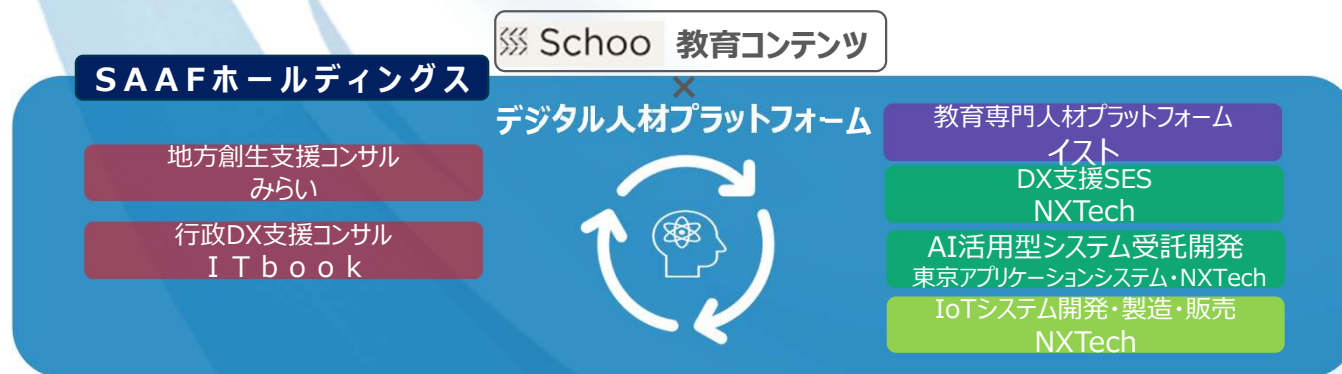 Schoo 教育コンテンツ
SAAFホールディングス
×
デジタル人材プラットフォーム
地方創生支援コンサル
みらい
行政DX支援コンサル
ITbook
教育専門人材プラットフォーム
イスト
DX支援SES
NXTech
AI活用型システム受託開発
東京アプリケーションシステム・NXTech
IoTシステム開発・製造・販売
NXTech